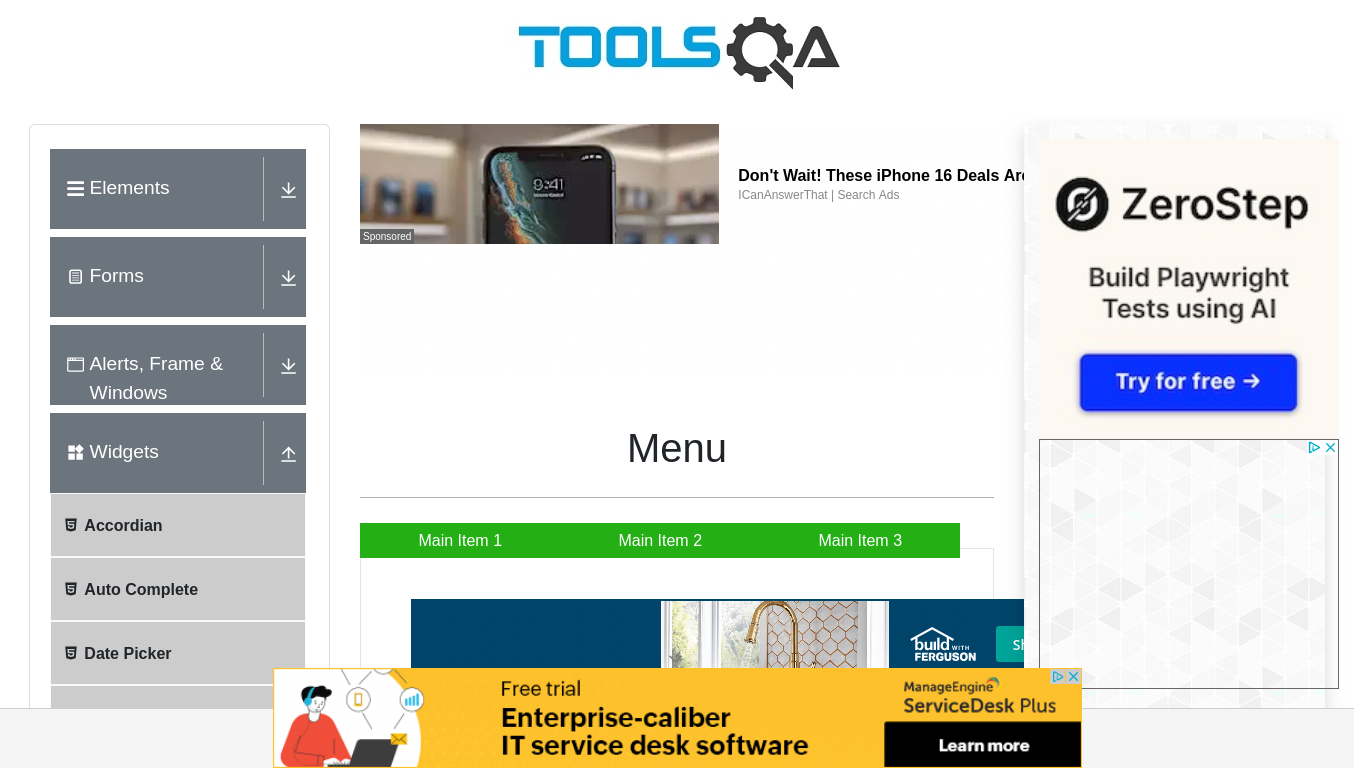 TOOLSQA
Elements
Forms
Alerts, Frame &
Windows
Widgets
Accordian
Auto Complete
Date Picker
9:41
Sponsored
Don't Wait! These iPhone 16 Deals Are
ICanAnswerThat | Search Ads
Menu
Main Item 1
Main Item 2
Main Item 3
build WITH
FERGUSON
Sh
ZeroStep
Build Playwright
Tests using AI
Try for free →
Free trial
Enterprise-caliber
IT service desk software
ManageEngine
ServiceDesk Plus
Learn more